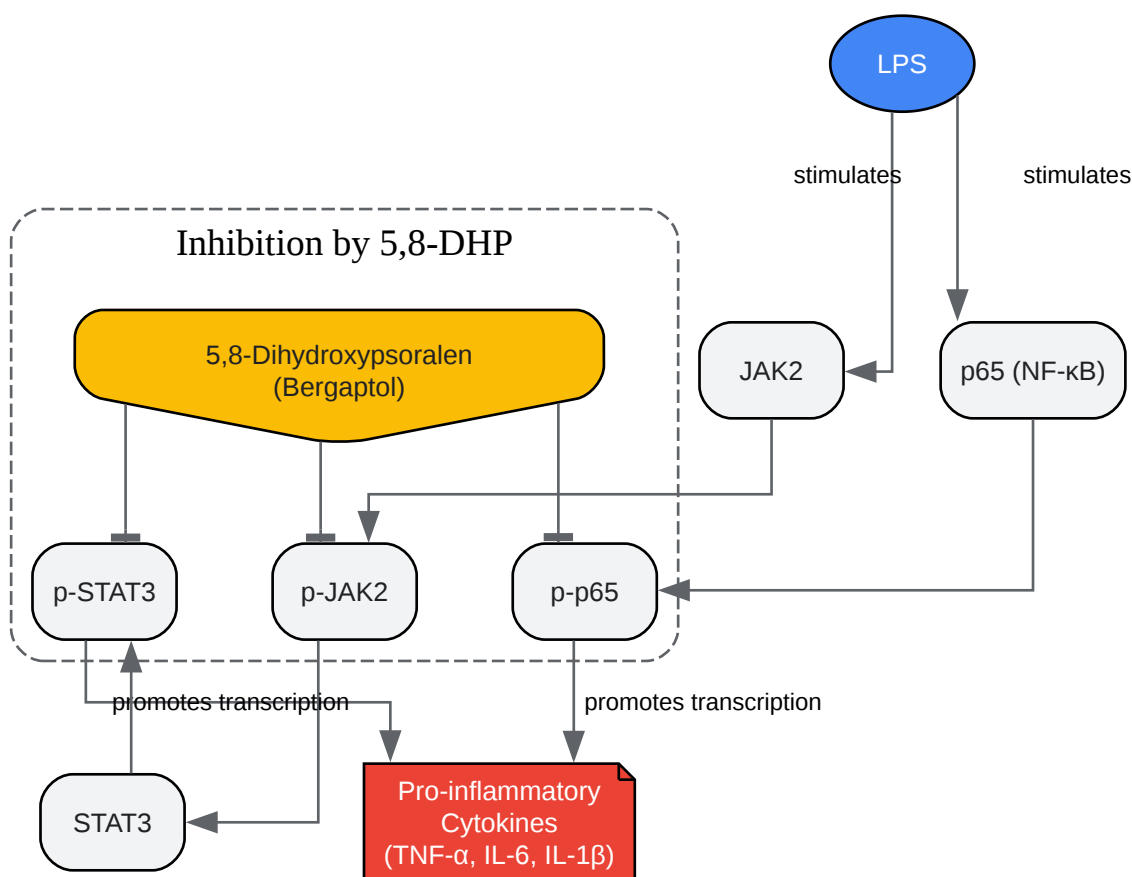 LPS
stimulates
stimulates
Inhibition by 5,8-DHP
5,8-Dihydroxypsoralen
(Bergaptol)
JAK2
p65 (NF-κB)
p-STAT3
p-JAK2
p-p65
promotes transcription
promotes transcription
STAT3
Pro-inflammatory
Cytokines
(TNF-α, IL-6, IL-1β)